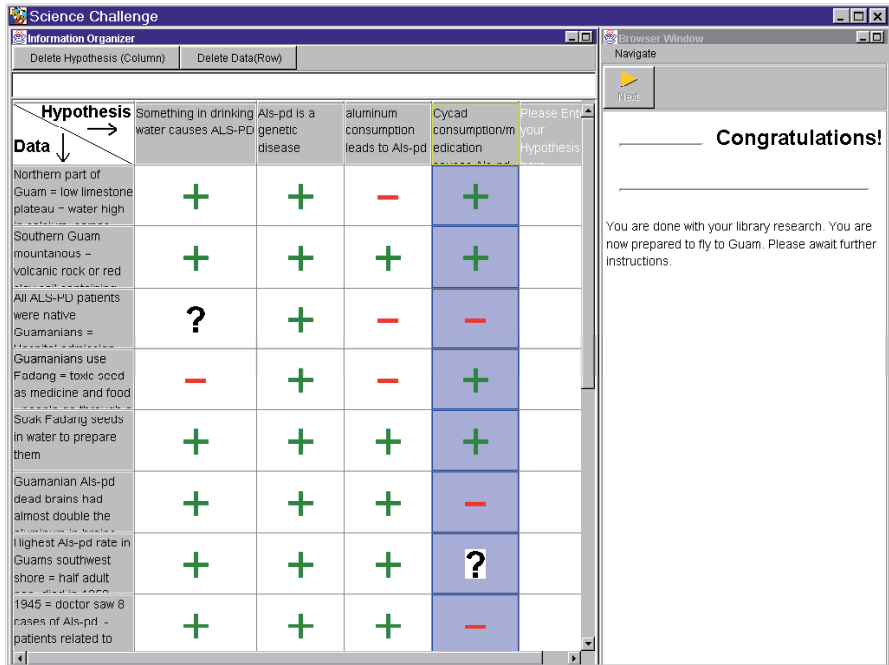 Science Challenge
Information Organizer
Delete Hypothesis (Column) Delete Data(Row)
Hypothesis
Data
Something in drinking
water causes ALS-PD
Als-pd is a
genetic
disease
aluminum
consumption
leads to Als-pd
Cycad
consumption/m
edication
Please Ent
your
Hypothesis
Northern part of
Guam = low limestone
plateau - water high
+ + - +
Southern Guam
mountanous -
volcanic rock or red
+ + + +
All ALS-PD patients
were native
Guamanians =
? + - -
Guamanians use
Fadang = toxic seed
as medicine and food
- + - +
Soak Fadang seeds
in water to prepare
them
+ + + +
Guamanian Als-pd
dead brains had
almost double the
+ + + -
Highest Als-pd rate in
Guams southwest
shore = half adult
+ + + ?
1945 = doctor saw 8
cases of Als-pd -
patients related to
+ + + -
Browser Window
Navigate
Next
Congratulations!
You are done with your library research. You are
now prepared to fly to Guam. Please await further
instructions.